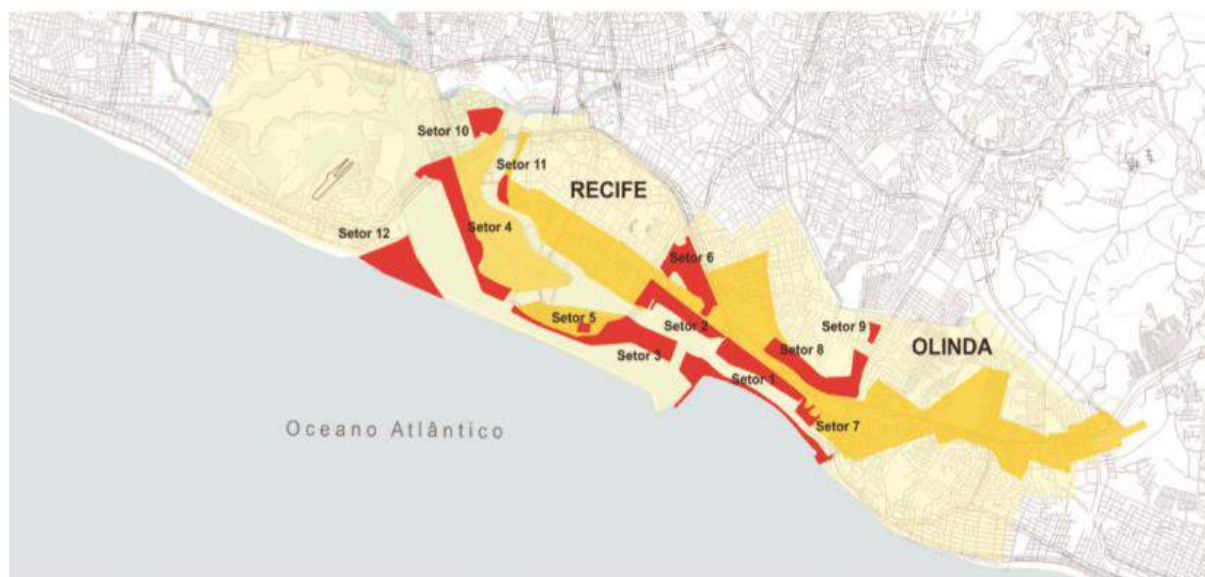 Setor 10
Setor 11
RECIFE
Setor 12
Setor 4
Setor 6
Setor 5
Setor 2
Setor 9
Setor 3
Setor 8
OLINDA
Setor 1
Setor 7
Oceano Atlântico